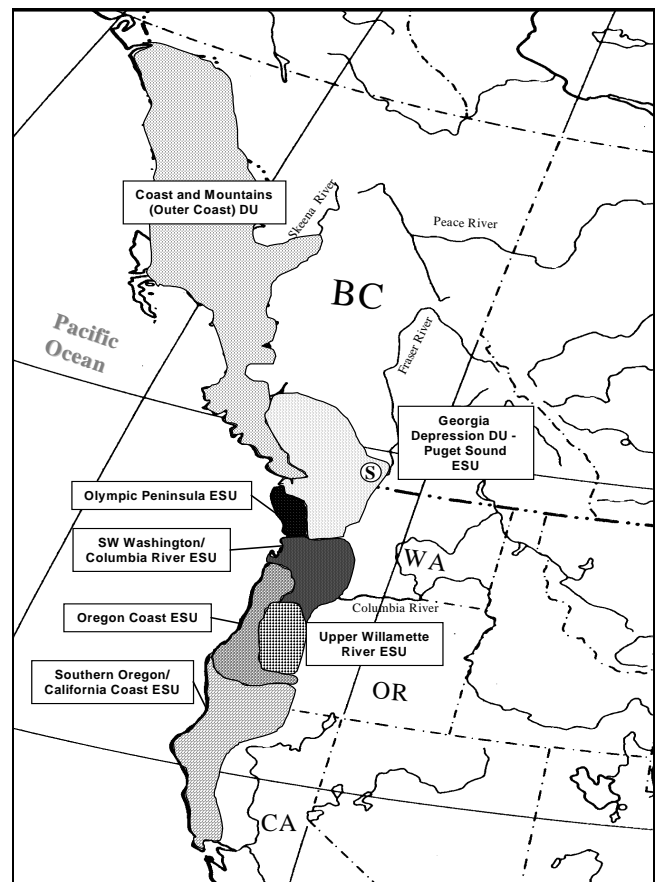 Coast and Mountains
(Outer Coast) DU
Skeena River
Peace River
BC
Pacific
Ocean
Fraser River
Georgia
Depression DU -
Puget Sound
ESU
S
Olympic Peninsula ESU
SW Washington/
Columbia River ESU
WA
Columbia River
Oregon Coast ESU
Upper Willamette
River ESU
Southern Oregon/
California Coast ESU
OR
CA